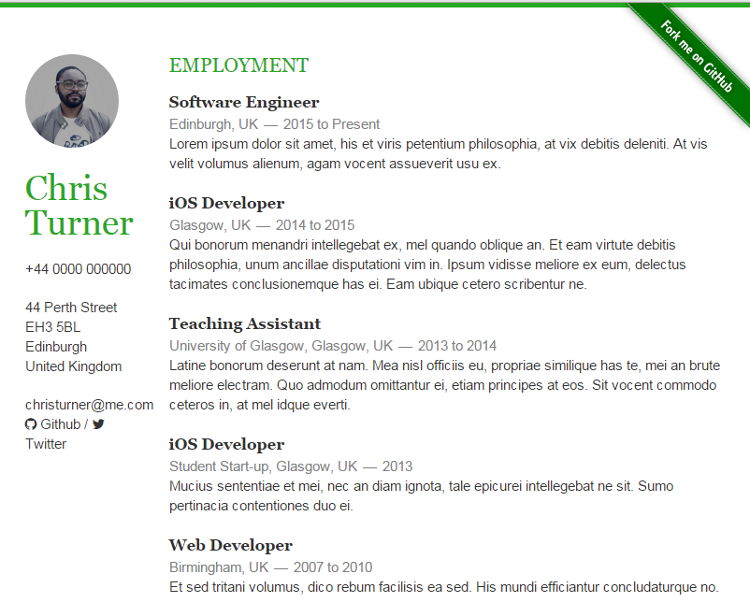 Fork me on GitHub
Chris
Turner
+44 0000 000000
44 Perth Street
EH3 5BL
Edinburgh
United Kingdom
christurner@me.com
Github /
Twitter
EMPLOYMENT
Software Engineer
Edinburgh, UK — 2015 to Present
Lorem ipsum dolor sit amet, his et viris petentium philosophia, at vix debitis deleniti. At vis
velit volumus alienum, agam vocent assueverit usu ex.
iOS Developer
Glasgow, UK — 2014 to 2015
Qui bonorum menandri intellegebat ex, mel quando oblique an. Et eam virtute debitis
philosophia, unum ancillae disputationi vim in. Ipsum vidisse meliore ex eum, delectus
tacimates conclusionemque has ei. Eam ubique cetero scribentur ne.
Teaching Assistant
University of Glasgow, Glasgow, UK — 2013 to 2014
Latine bonorum deserunt at nam. Mea nisl officiis eu, propriae similique has te, mei an brute
meliore electram. Quo admodum omittantur ei, etiam principes at eos. Sit vocent commodo
ceteros in, at mel idque everti.
iOS Developer
Student Start-up, Glasgow, UK — 2013
Mucius sententiae et mei, nec an diam ignota, tale epicurei intellegebat ne sit. Sumo
pertinacia contentiones duo ei.
Web Developer
Birmingham, UK — 2007 to 2010
Et sed tritani volumus, dico rebum facilisis ea sed. His mundi efficiantur concludaturque no.